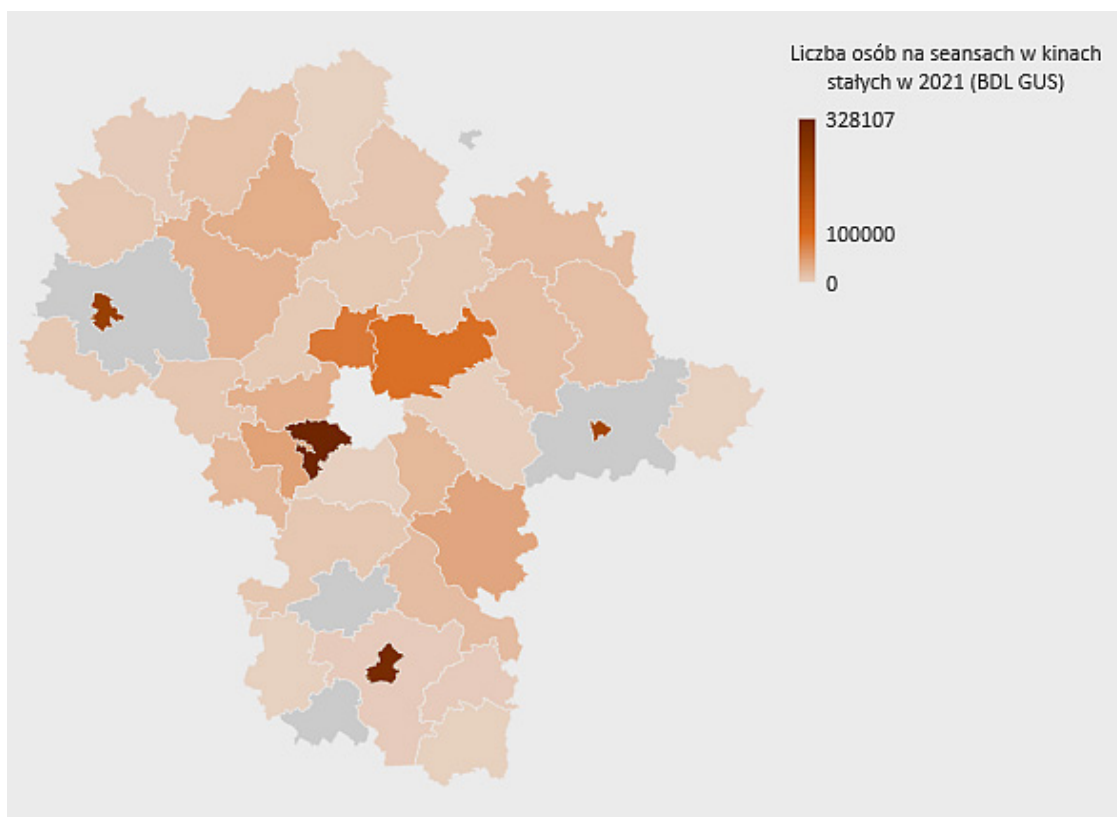 Liczba osób na seansach w kinach
stałych w 2021 (BDL GUS)
328107
100000
0